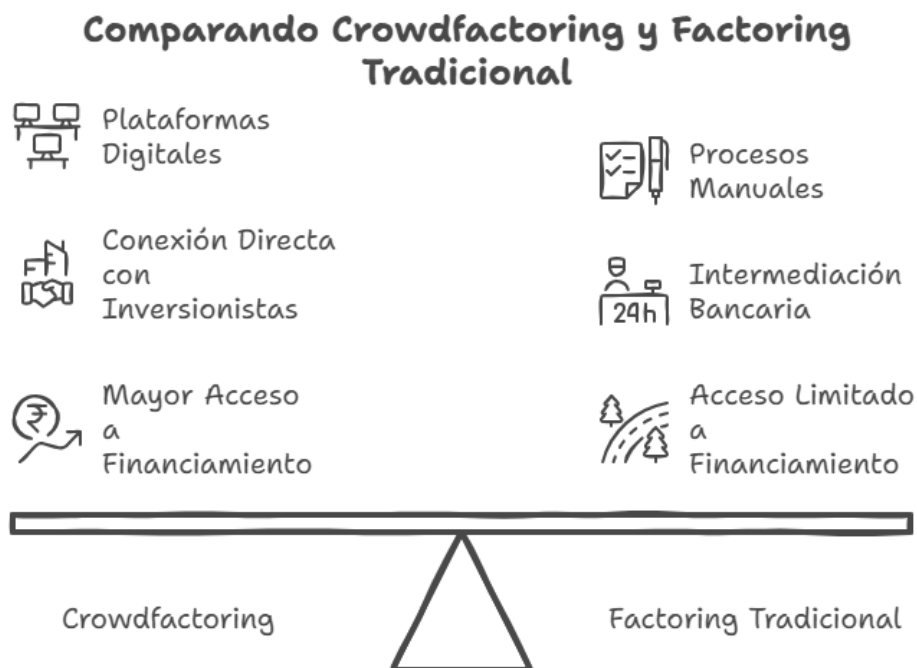 Comparando Crowdfactoring y Factoring
Tradicional
Plataformas
Digitales
Conexión Directa
con
Inversionistas
Mayor Acceso
a
Financiamiento
Procesos
Manuales
24h
Intermediación
Bancaria
Acceso Limitado
a
Financiamiento
Crowdfactoring
Factoring Tradicional